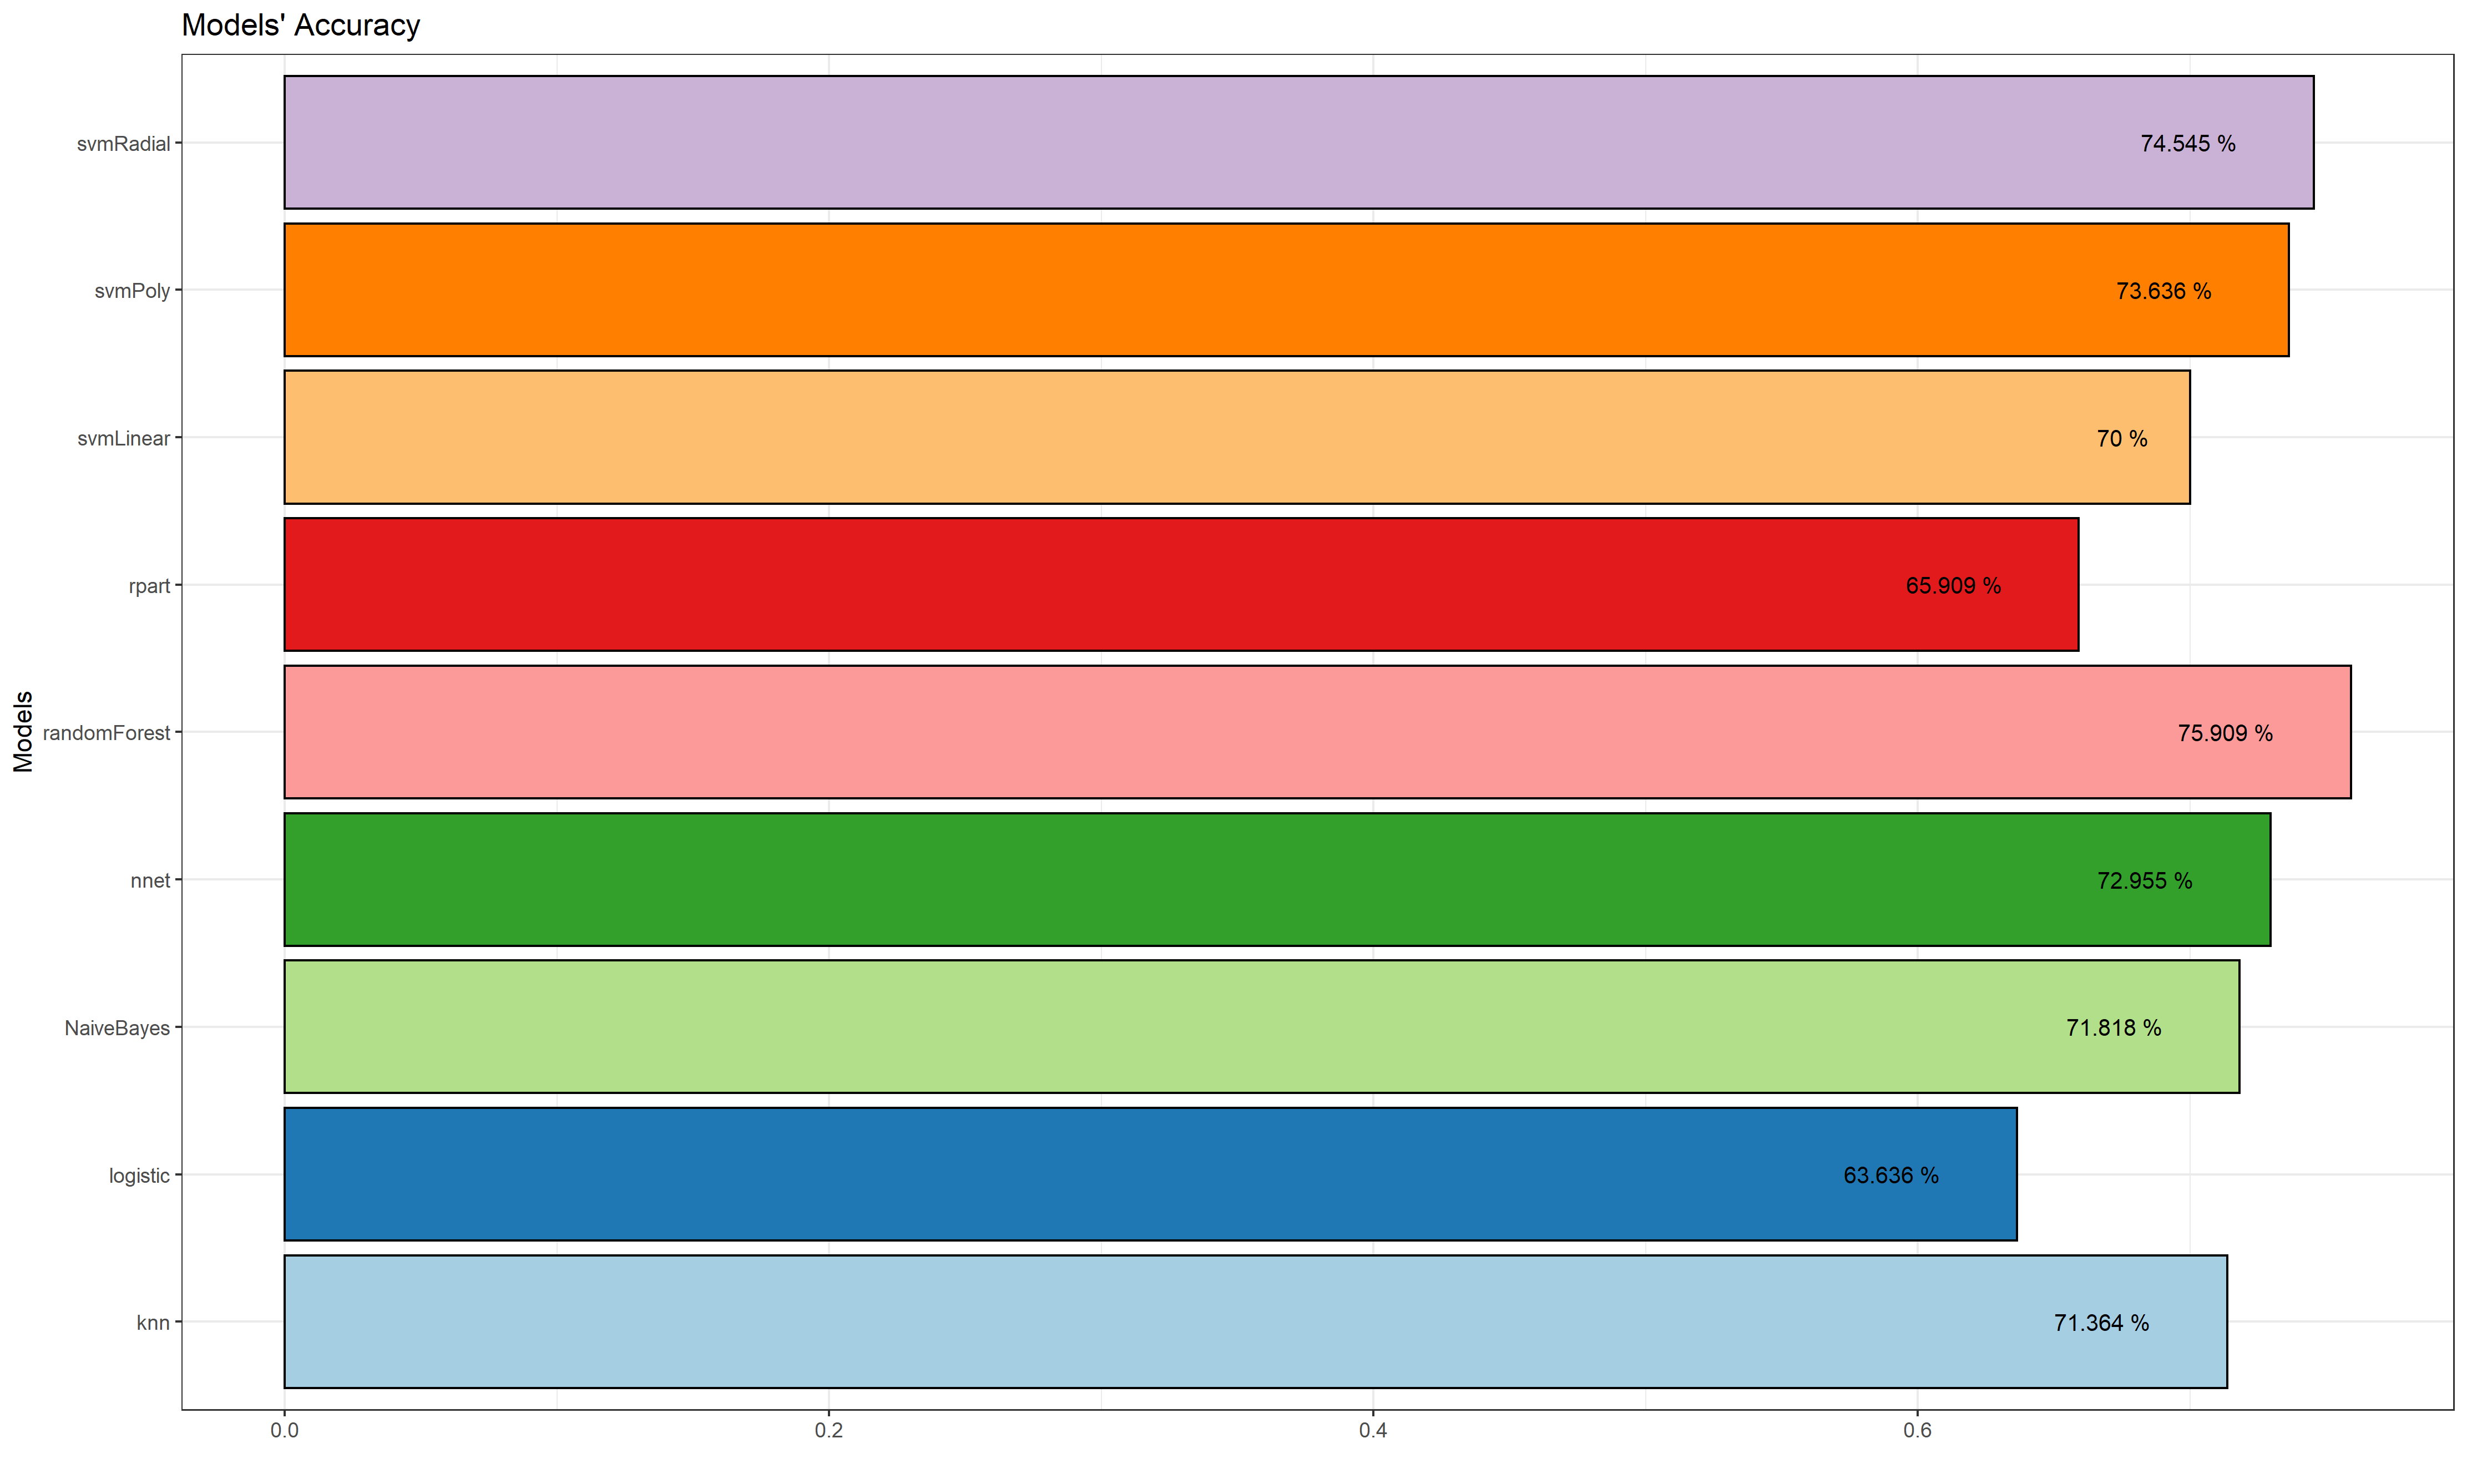 Models' Accuracy
Models
svmRadial
74.545 %
svmPoly
73.636 %
svmLinear
70 %
rpart
65.909 %
randomForest
75.909 %
nnet
72.955 %
NaiveBayes
71.818 %
logistic
63.636 %
knn
71.364 %
0.0 0.2 0.4 0.6